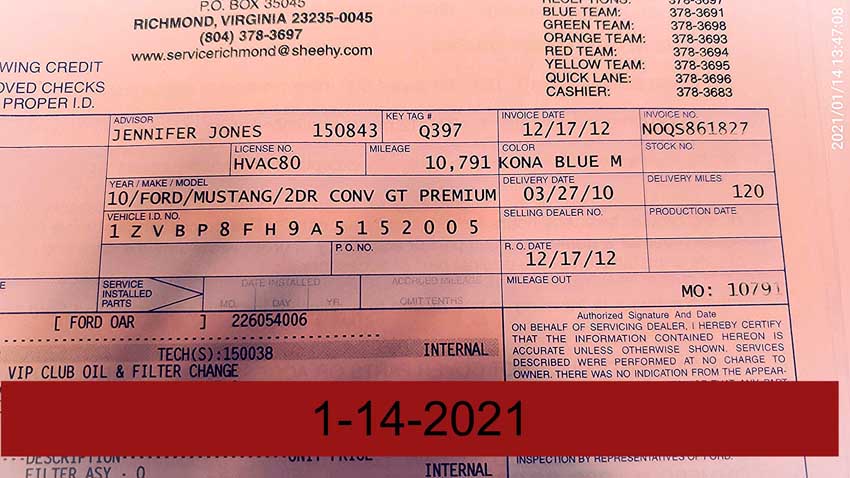 P.O. BOX 35045
RICHMOND, VIRGINIA 23235-0045
(804) 378-3697
www.servicerichmond@sheehy.com
BLUE TEAM: 378-3691
GREEN TEAM: 378-3698
ORANGE TEAM: 378-3693
RED TEAM: 378-3694
YELLOW TEAM: 378-3695
QUICK LANE: 378-3696
CASHIER: 378-3683
2021/01/14 13:47:08
WING CREDIT
OVED CHECKS
PROPER I.D.
ADVISOR KEY TAG # INVOICE DATE INVOICE NO.
JENNIFER JONES 150843 Q397 12/17/12 NOQS861827
LICENSE NO. MILEAGE COLOR STOCK NO.
HVAC80 10,791 KONA BLUE M
YEAR / MAKE / MODEL DELIVERY DATE DELIVERY MILES
10/FORD/MUSTANG/2DR CONV GT PREMIUM 03/27/10 120
VEHICLE I.D. NO. SELLING DEALER NO. PRODUCTION DATE
1ZVBP8FH9A5152005
P. O. NO. R. O. DATE
12/17/12
SERVICE INSTALLED PARTS DATE INSTALLED ACCRUED MILEAGE MILEAGE OUT
MO. DAY YR. OMIT TENTHS MO: 10791
[ FORD OAR ] 226054006
TECH(S):150038 INTERNAL
VIP CLUB OIL & FILTER CHANGE
Authorized Signature And Date
ON BEHALF OF SERVICING DEALER, I HEREBY CERTIFY
THAT THE INFORMATION CONTAINED HEREON IS
ACCURATE UNLESS OTHERWISE SHOWN. SERVICES
DESCRIBED WERE PERFORMED AT NO CHARGE TO
OWNER. THERE WAS NO INDICATION FROM THE APPEAR-
1-14-2021
INSPECTION BY REPRESENTATIVES OF FORD.
DESCRIPTION UNIT PRICE
FILTER ASY - O INTERNAL